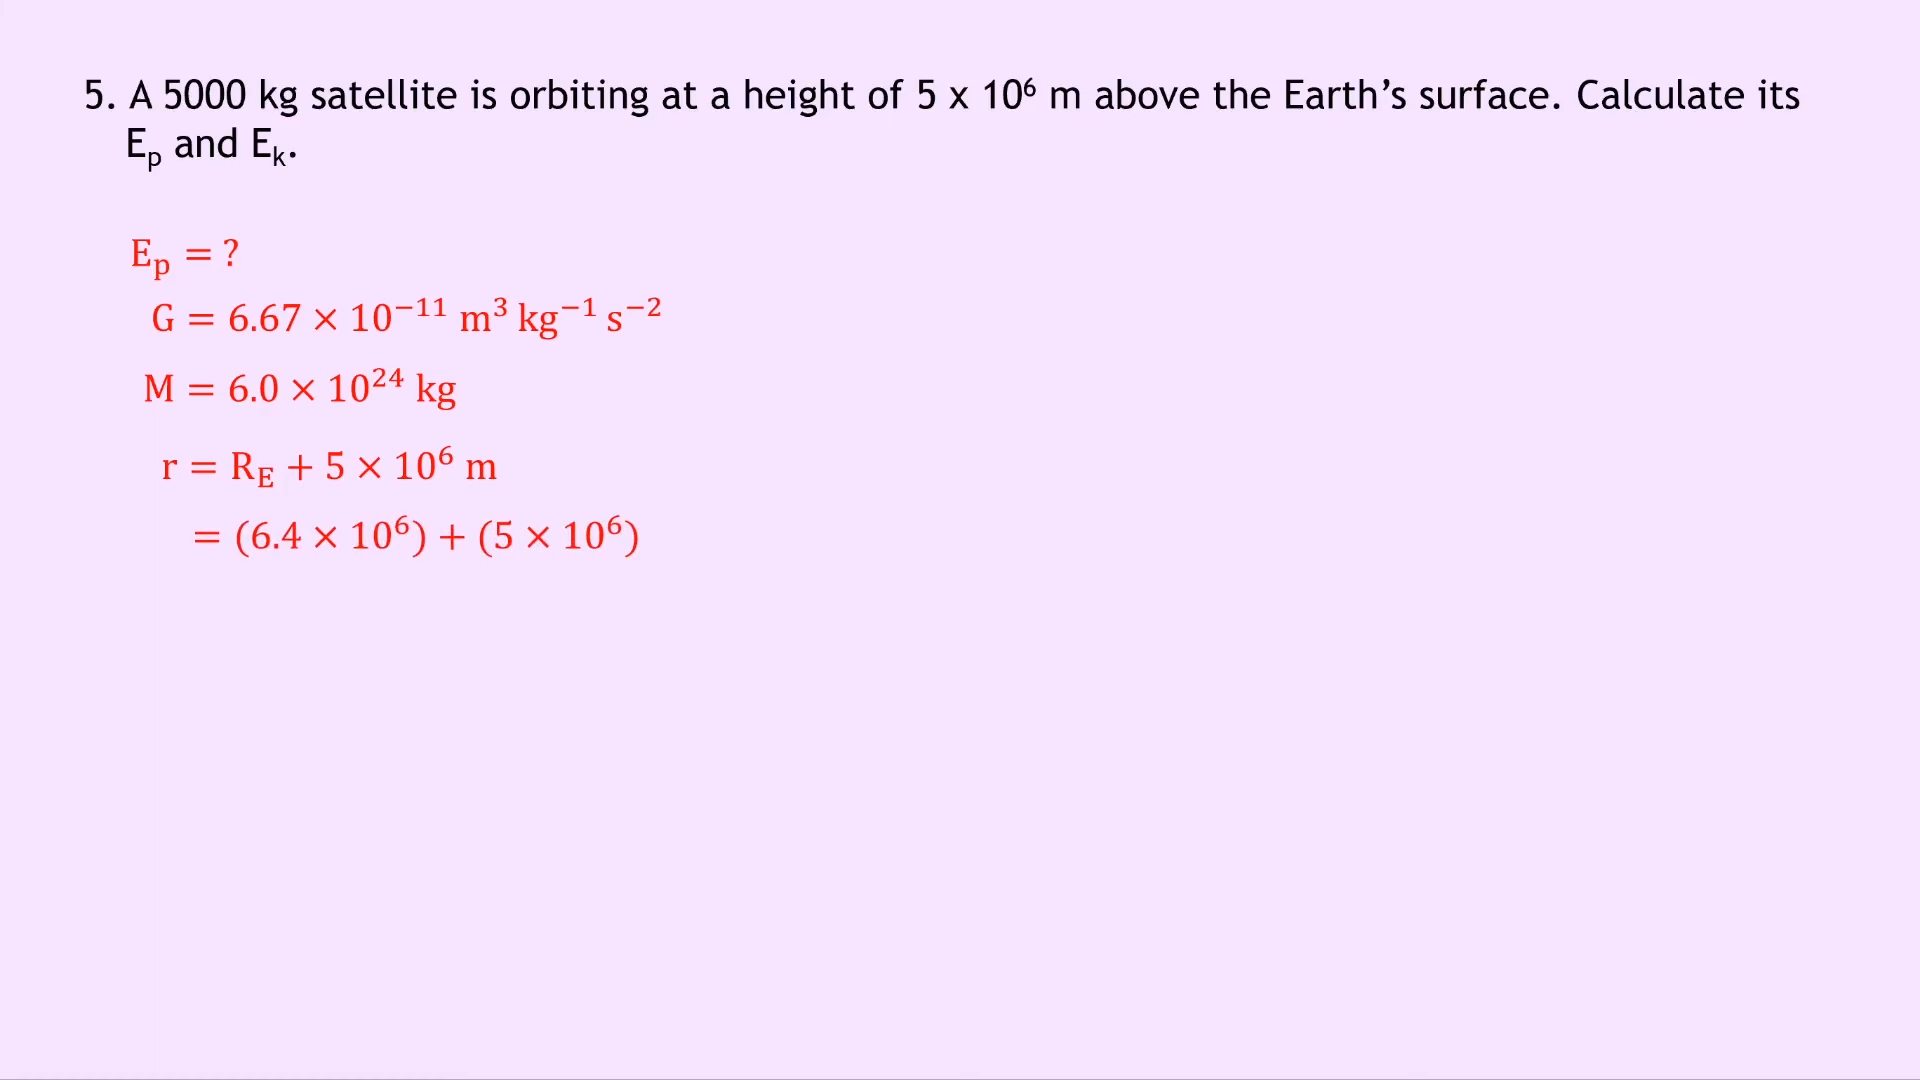 5. A 5000 kg satellite is orbiting at a height of 5 x 10⁶ m above the Earth’s surface. Calculate its
Eₚ and Eₖ.
Eₚ = ?
G = 6.67 × 10⁻¹¹ m³ kg⁻¹ s⁻²
M = 6.0 × 10²⁴ kg
r = R_E + 5 × 10⁶ m
= (6.4 × 10⁶) + (5 × 10⁶)